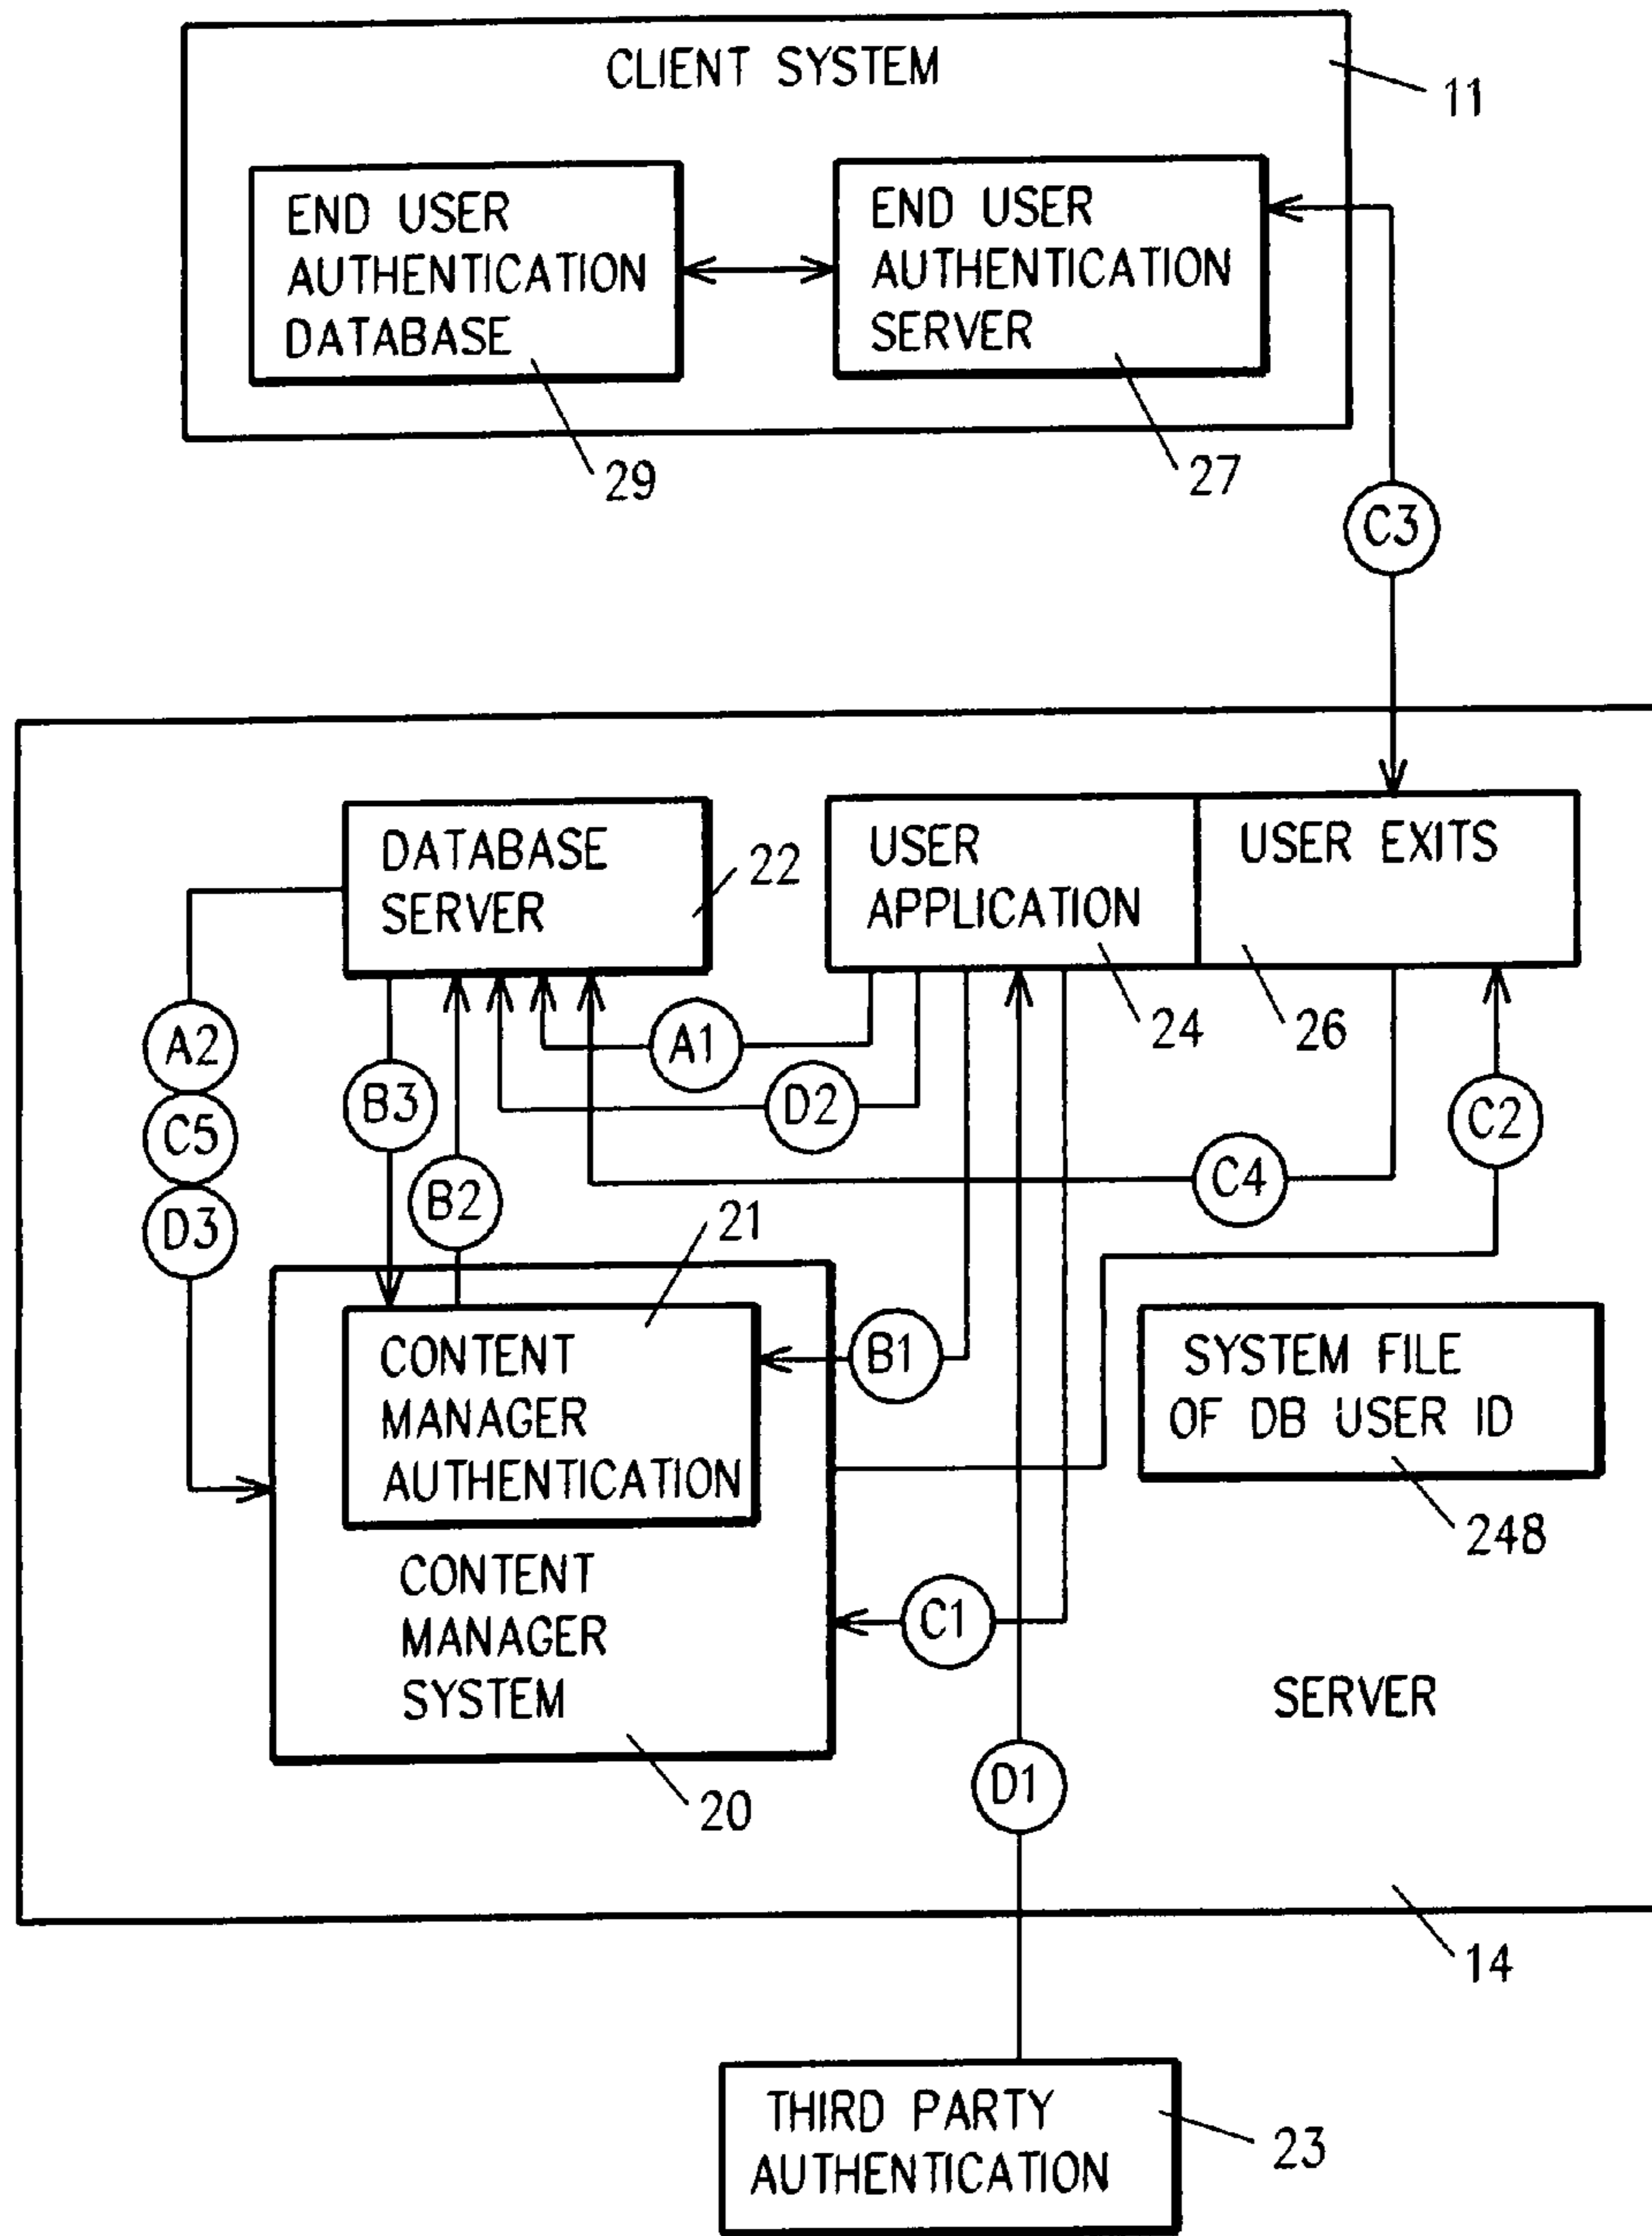 CLIENT SYSTEM
11
END USER
AUTHENTICATION
DATABASE
END USER
AUTHENTICATION
SERVER
29
27
C3
DATABASE
SERVER
22
USER
APPLICATION
USER EXITS
24
26
A2
C5
D3
B3
B2
A1
D2
C4
C2
21
CONTENT
MANAGER
AUTHENTICATION
B1
SYSTEM FILE
OF DB USER ID
248
CONTENT
MANAGER
SYSTEM
C1
SERVER
20
D1
14
THIRD PARTY
AUTHENTICATION
23